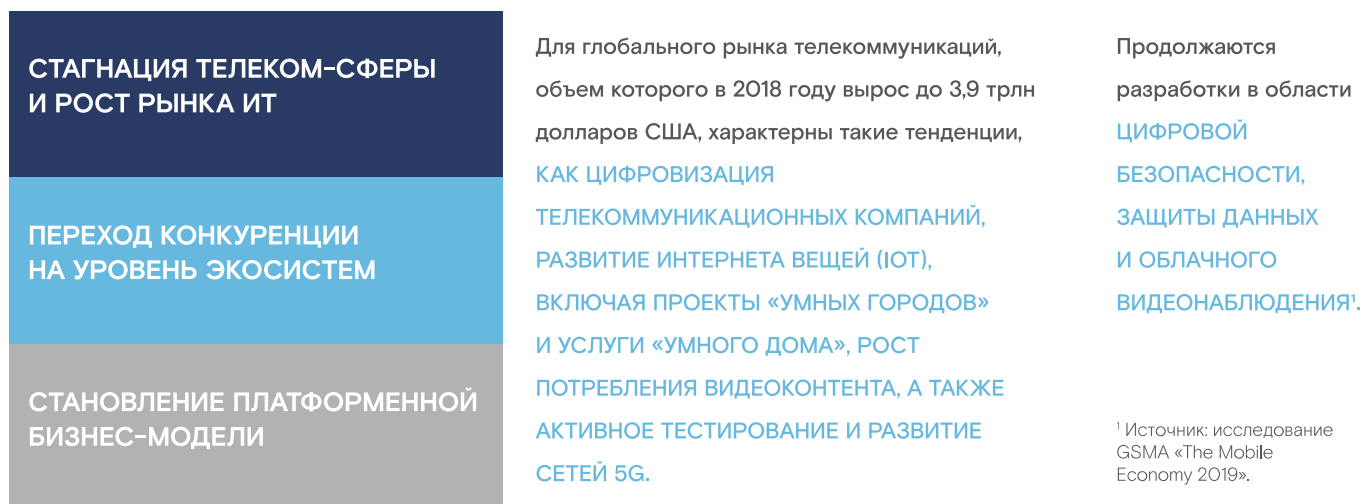 СТАГНАЦИЯ ТЕЛЕКОМ-СФЕРЫ
И РОСТ РЫНКА ИТ
ПЕРЕХОД КОНКУРЕНЦИИ
НА УРОВЕНЬ ЭКОСИСТЕМ
СТАНОВЛЕНИЕ ПЛАТФОРМЕННОЙ
БИЗНЕС-МОДЕЛИ
Для глобального рынка телекоммуникаций,
объем которого в 2018 году вырос до 3,9 трлн
долларов США, характерны такие тенденции,
КАК ЦИФРОВИЗАЦИЯ
ТЕЛЕКОММУНИКАЦИОННЫХ КОМПАНИЙ,
РАЗВИТИЕ ИНТЕРНЕТА ВЕЩЕЙ (IOT),
ВКЛЮЧАЯ ПРОЕКТЫ «УМНЫХ ГОРОДОВ»
И УСЛУГИ «УМНОГО ДОМА», РОСТ
ПОТРЕБЛЕНИЯ ВИДЕОКОНТЕНТА, А ТАКЖЕ
АКТИВНОЕ ТЕСТИРОВАНИЕ И РАЗВИТИЕ
СЕТЕЙ 5G.
Продолжаются
разработки в области
ЦИФРОВОЙ
БЕЗОПАСНОСТИ,
ЗАЩИТЫ ДАННЫХ
И ОБЛАЧНОГО
ВИДЕОНАБЛЮДЕНИЯ¹.
¹ Источник: исследование
GSMA «The Mobile
Economy 2019».